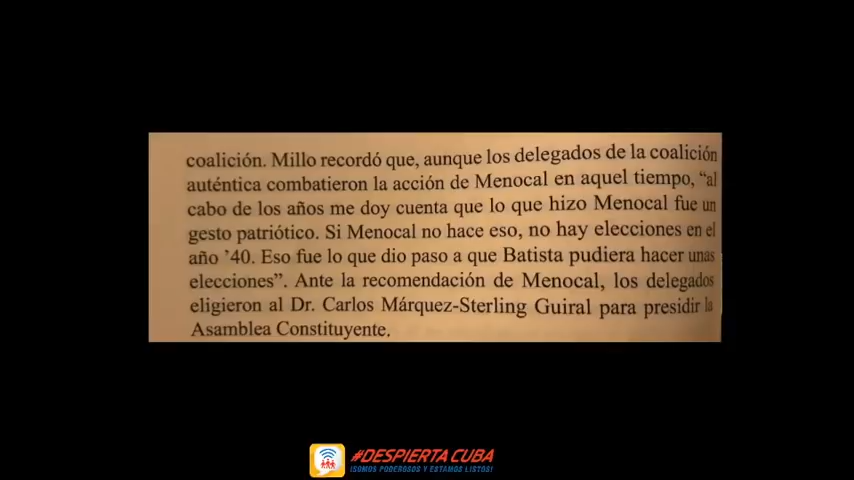 coalición. Millo recordó que, aunque los delegados de la coalición
auténtica combatieron la acción de Menocal en aquel tiempo, “al
cabo de los años me doy cuenta que lo que hizo Menocal fue un
gesto patriótico. Si Menocal no hace eso, no hay elecciones en el
año ’40. Eso fue lo que dio paso a que Batista pudiera hacer unas
elecciones”. Ante la recomendación de Menocal, los delegados
eligieron al Dr. Carlos Márquez-Sterling Guiral para presidir la
Asamblea Constituyente.
#DESPIERTA CUBA
¡SOMOS PODEROSOS Y ESTAMOS LISTOS!